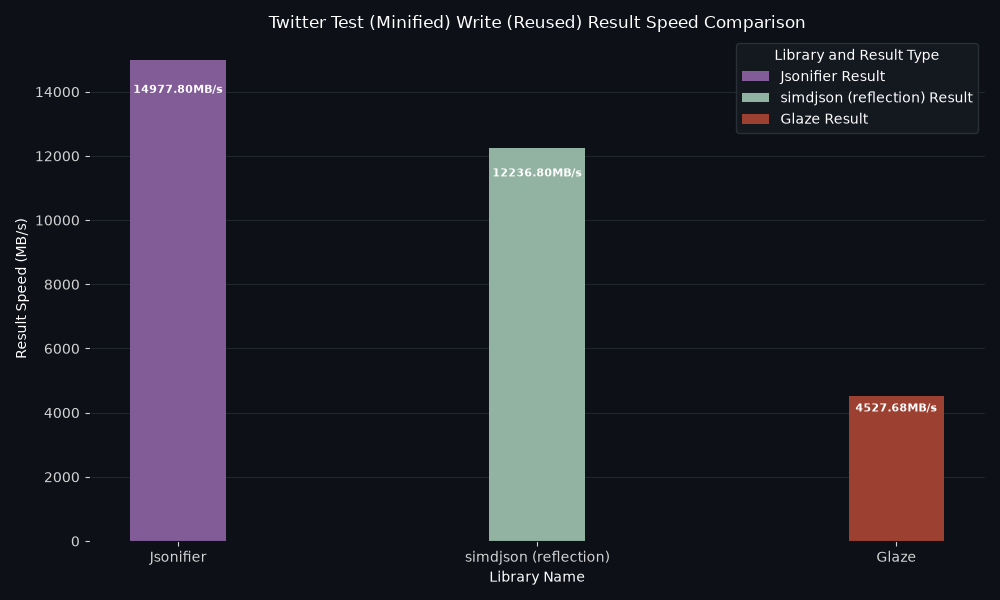 Twitter Test (Minified) Write (Reused) Result Speed Comparison
Library and Result Type
Jsonifier Result
simdjson (reflection) Result
Glaze Result
Result Speed (MB/s)
14000
12000
10000
8000
6000
4000
2000
0
14977.80MB/s
12236.80MB/s
4527.68MB/s
Jsonifier
simdjson (reflection)
Glaze
Library Name